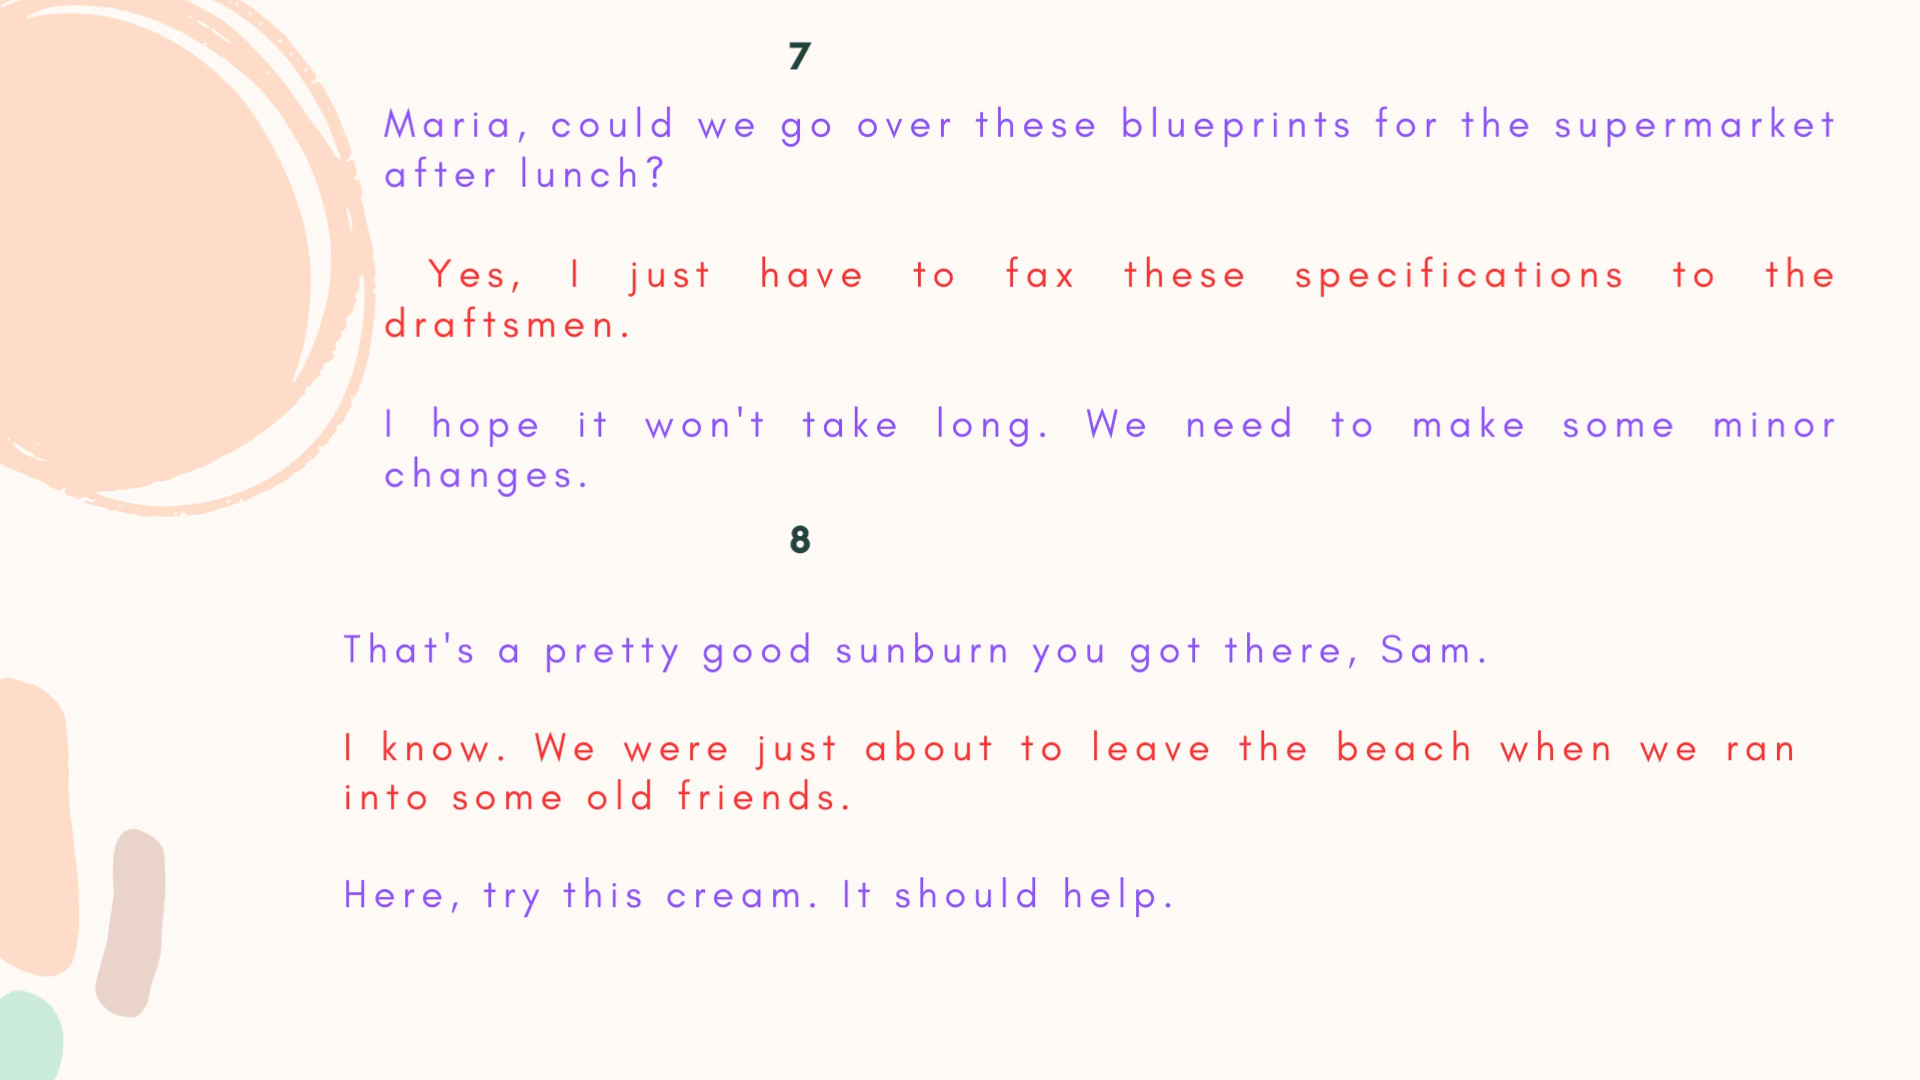 7
Maria, could we go over these blueprints for the supermarket
after lunch?
Yes, I just have to fax these specifications to the
draftsmen.
I hope it won't take long. We need to make some minor
changes.
8
That's a pretty good sunburn you got there, Sam.
I know. We were just about to leave the beach when we ran
into some old friends.
Here, try this cream. It should help.